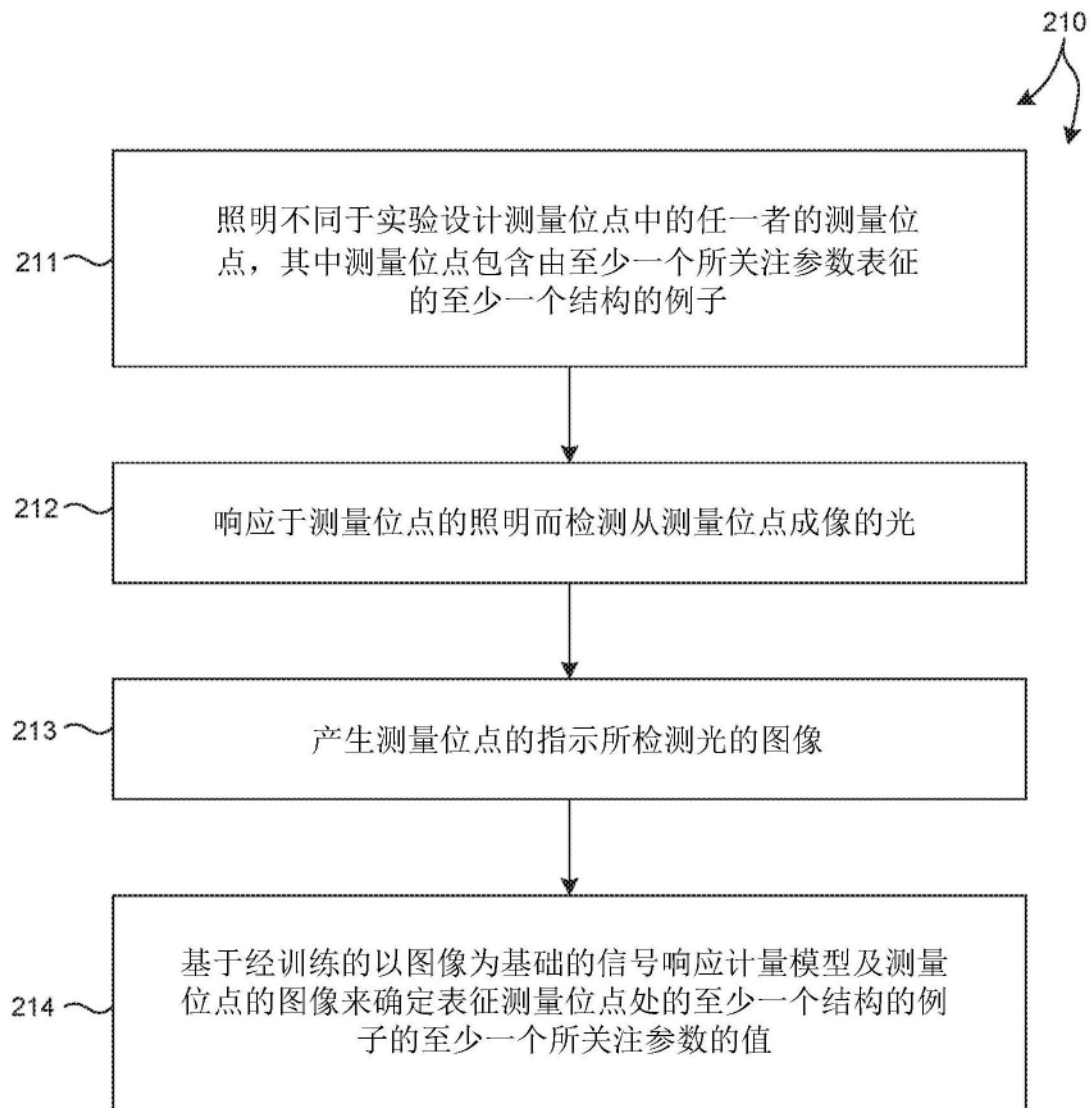 210
211
照明不同于实验设计测量位点中的任一者的测量位
点，其中测量位点包含由至少一个所关注参数表征
的至少一个结构的例子
212
响应于测量位点的照明而检测从测量位点成像的光
213
产生测量位点的指示所检测光的图像
214
基于经训练的以图像为基础的信号响应计量模型及测量
位点的图像来确定表征测量位点处的至少一个结构的例
子的至少一个所关注参数的值